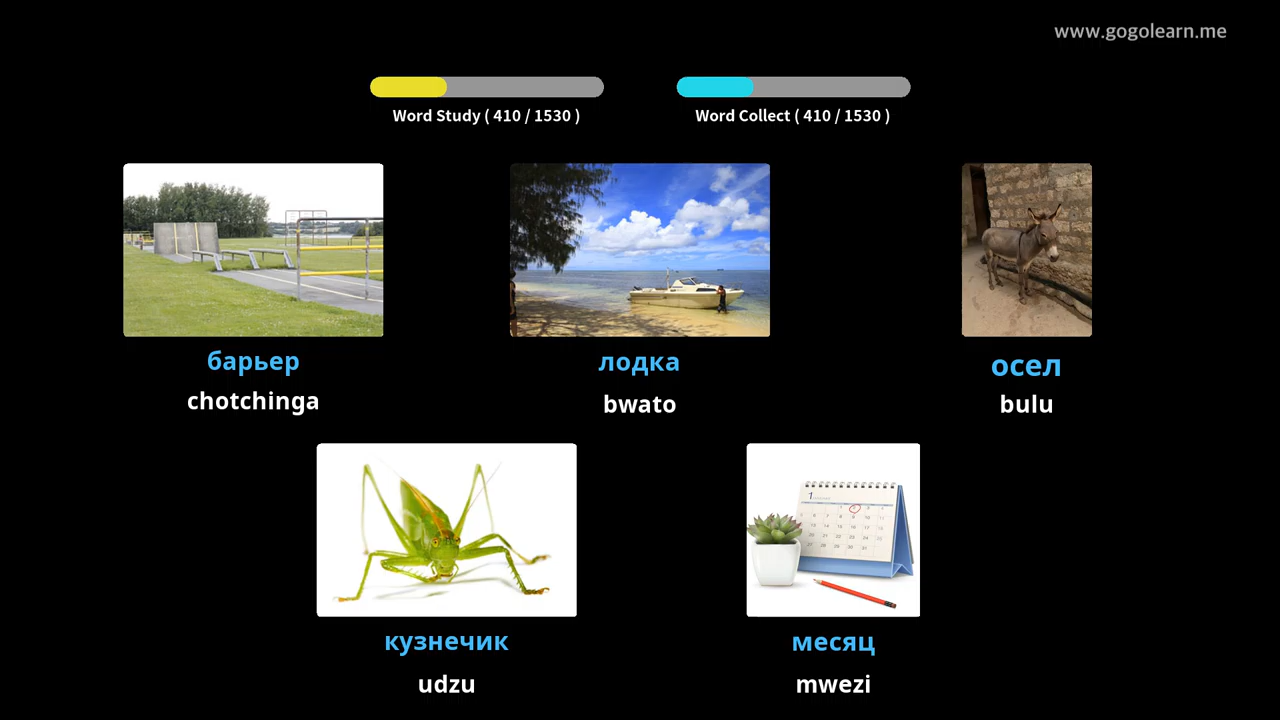 www.gogolearn.me
Word Study ( 410 / 1530 )
Word Collect ( 410 / 1530 )
барьер
chotchinga
лодка
bwato
осел
bulu
кузнечик
udzu
месяц
mwezi